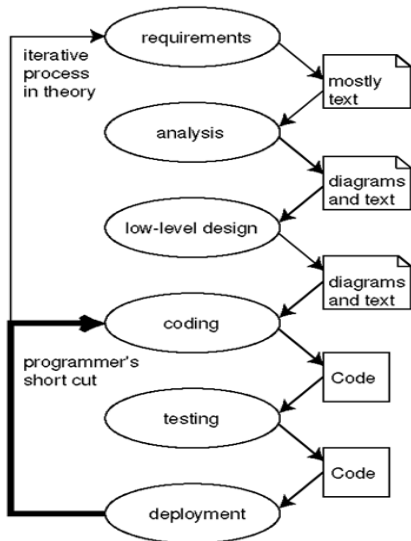 requirements
iterative
process
in theory
mostly
text
analysis
diagrams
and text
low-level design
diagrams
and text
coding
programmer's
short cut
Code
testing
Code
deployment